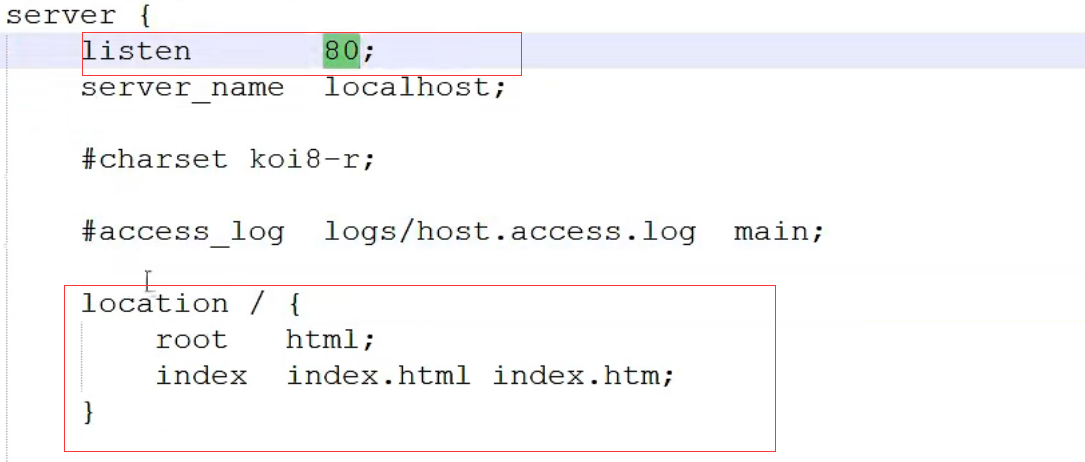 server {
listen 80;
server_name localhost;
#charset koi8-r;
#access_log logs/host.access.log main;
location / {
root html;
index index.html index.htm;
}